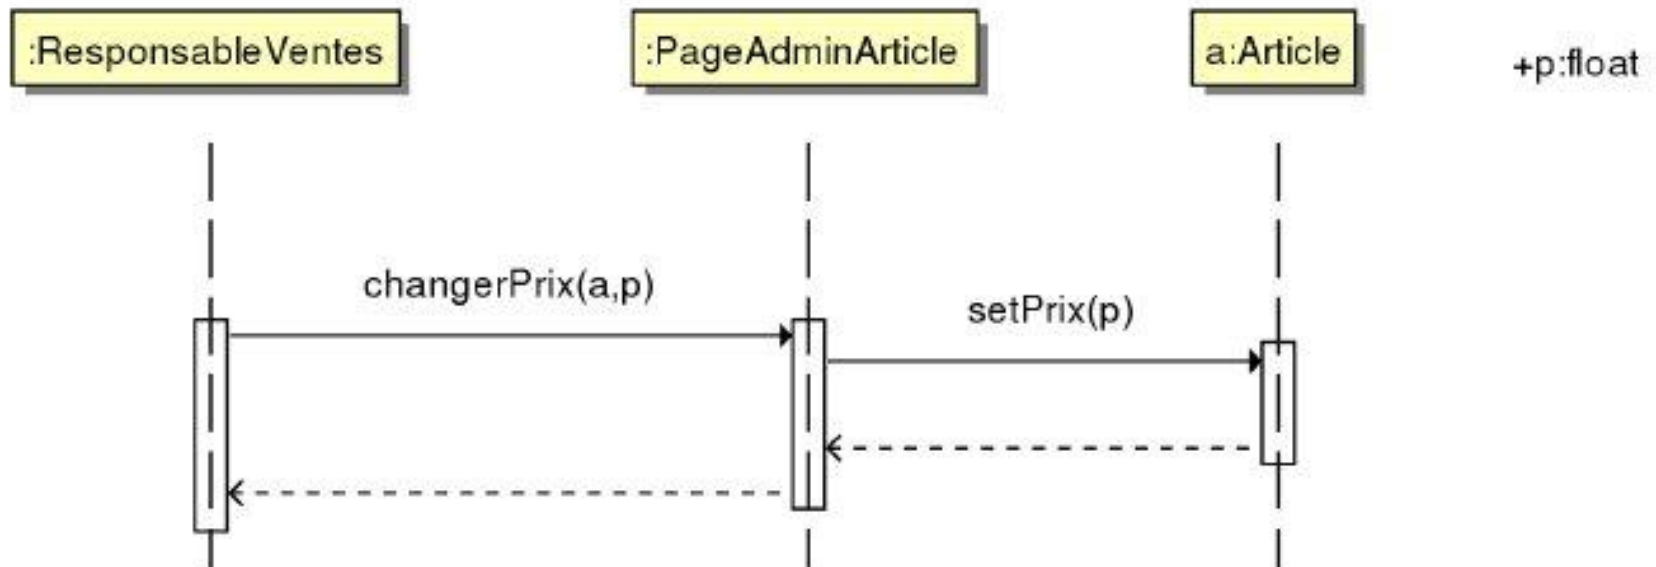 :ResponsableVentes
:PageAdminArticle
a:Article
+p:float
changerPrix(a,p)
setPrix(p)